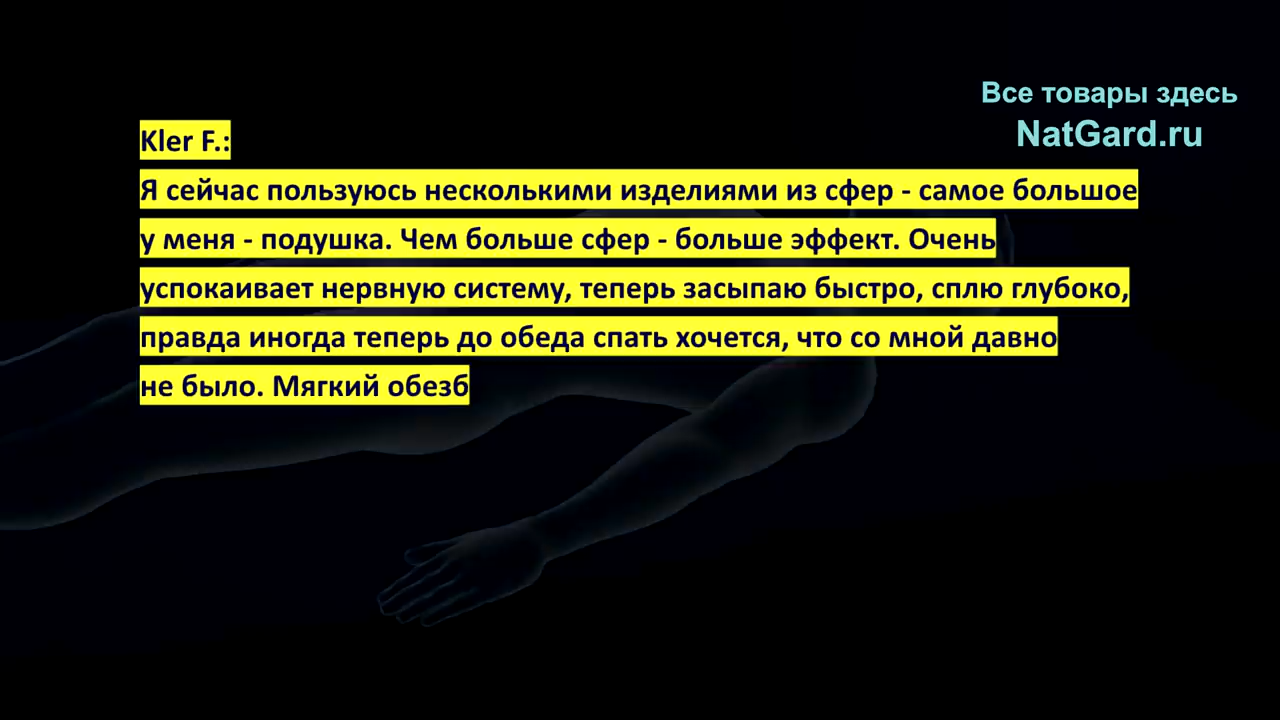 Все товары здесь
NatGard.ru
Kler F.:
Я сейчас пользуюсь несколькими изделиями из сфер - самое большое
у меня - подушка. Чем больше сфер - больше эффект. Очень
успокаивает нервную систему, теперь засыпаю быстро, сплю глубоко,
правда иногда теперь до обеда спать хочется, что со мной давно
не было. Мягкий обезб